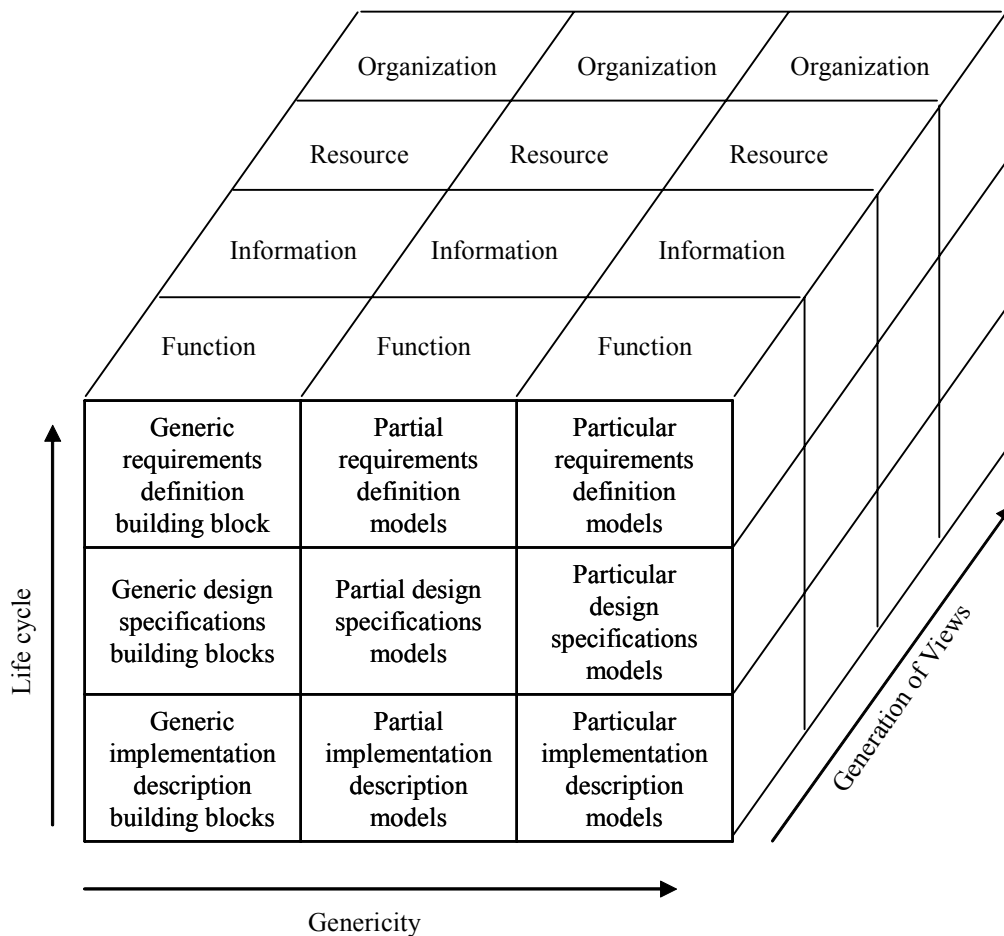 Organization Organization Organization
Resource Resource Resource
Information Information Information
Function Function Function
Generic
requirements
definition
building block
Partial
requirements
definition
models
Particular
requirements
definition
models
Generic design
specifications
building blocks
Partial design
specifications
models
Particular
design
specifications
models
Generic
implementation
description
building blocks
Partial
implementation
description
models
Particular
implementation
description
models
Life cycle
Generation of Views
Genericity